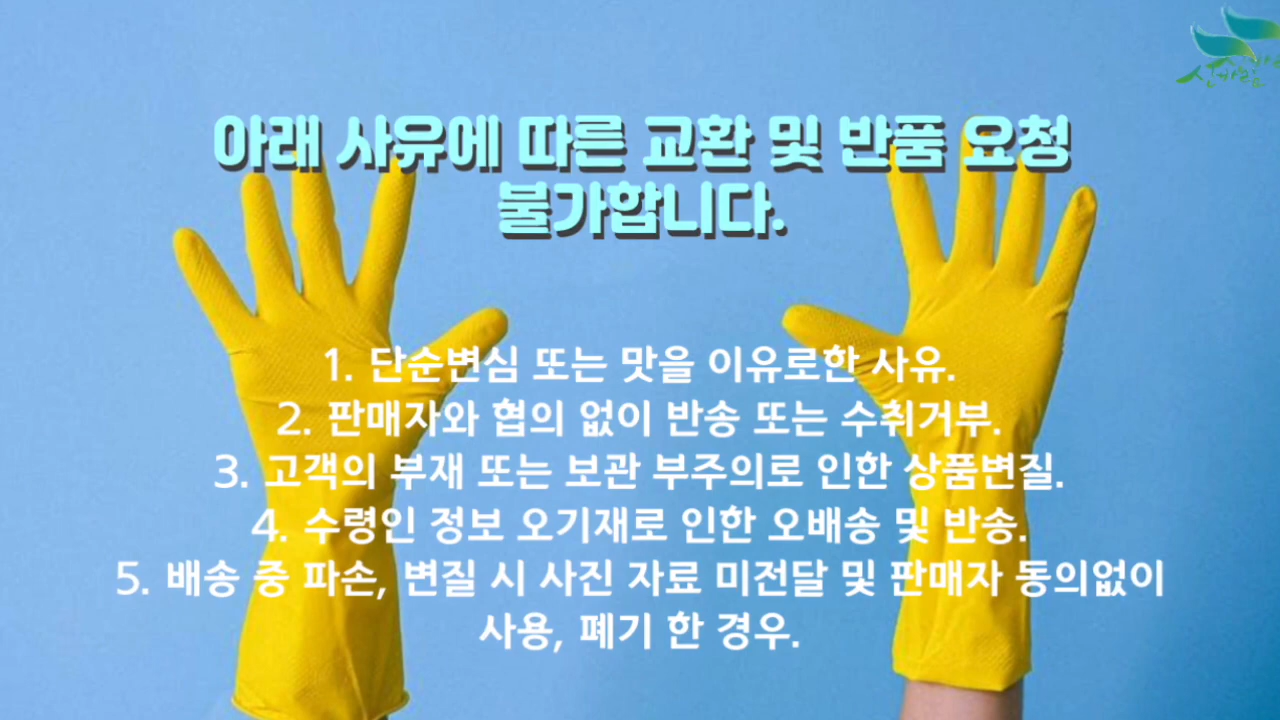 아래 사유에 따른 교환 및 반품 요청
불가합니다.
1. 단순변심 또는 맛을 이유로한 사유.
2. 판매자와 협의 없이 반송 또는 수취거부.
3. 고객의 부재 또는 보관 부주의로 인한 상품변질.
4. 수령인 정보 오기재로 인한 오배송 및 반송.
5. 배송 중 파손, 변질 시 사진 자료 미전달 및 판매자 동의없이
사용, 폐기 한 경우.